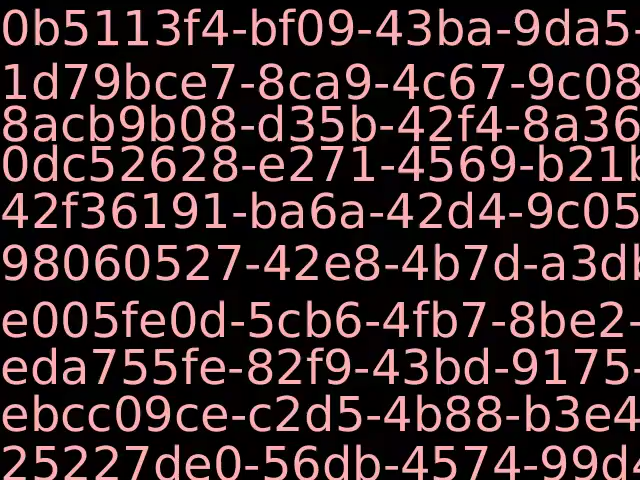 0b5113f4-bf09-43ba-9da5-
1d79bce7-8ca9-4c67-9c08
8acb9b08-d35b-42f4-8a36
0dc52628-e271-4569-b21b
42f36191-ba6a-42d4-9c05
98060527-42e8-4b7d-a3db
e005fe0d-5cb6-4fb7-8be2-
eda755fe-82f9-43bd-9175-
ebcc09ce-c2d5-4b88-b3e4
25227de0-56db-4574-99d4